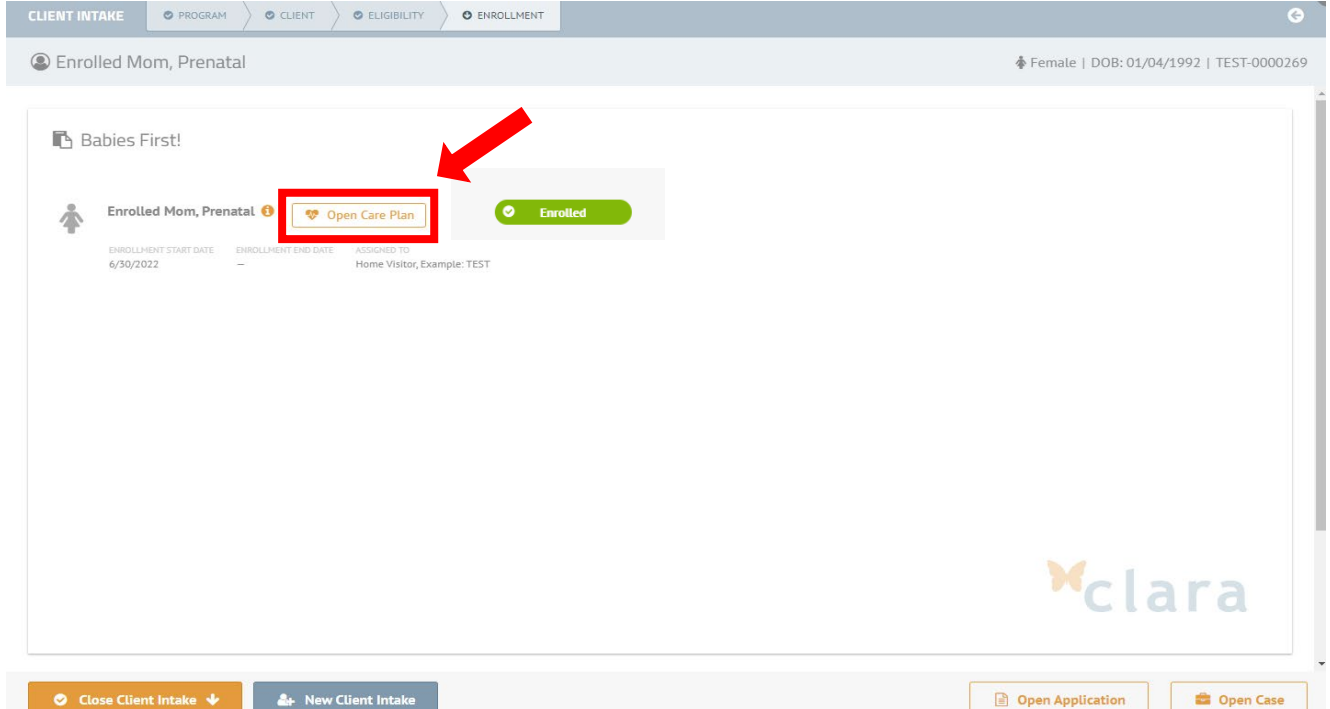 CLIENT INTAKE PROGRAM CLIENT ELIGIBILITY ENROLLMENT
Enrolled Mom, Prenatal Female | DOB: 01/04/1992 | TEST-0000269
Babies First!
Enrolled Mom, Prenatal Open Care Plan Enrolled
ENROLLMENT START DATE ENROLLMENT END DATE ASSIGNED TO
6/30/2022 — Home Visitor, Example: TEST
clara
Close Client Intake New Client Intake Open Application Open Case